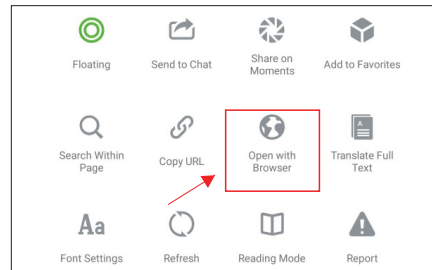 Floating
Send to Chat
Share on
Moments
Add to Favorites
Search Within
Page
Copy URL
Open with
Browser
A
Translate Full
Text
Aa
Font Settings
Refresh
Reading Mode
Report